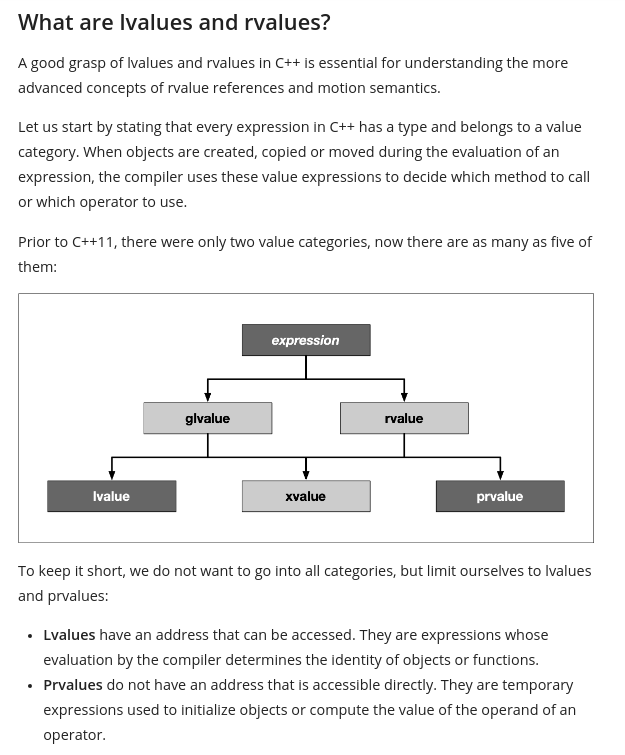 What are lvalues and rvalues?
A good grasp of lvalues and rvalues in C++ is essential for understanding the more
advanced concepts of rvalue references and motion semantics.
Let us start by stating that every expression in C++ has a type and belongs to a value
category. When objects are created, copied or moved during the evaluation of an
expression, the compiler uses these value expressions to decide which method to call
or which operator to use.
Prior to C++11, there were only two value categories, now there are as many as five of
them:
expression
glvalue
rvalue
lvalue
xvalue
prvalue
To keep it short, we do not want to go into all categories, but limit ourselves to lvalues
and prvalues:
• Lvalues have an address that can be accessed. They are expressions whose
evaluation by the compiler determines the identity of objects or functions.
• Prvalues do not have an address that is accessible directly. They are temporary
expressions used to initialize objects or compute the value of the operand of an
operator.